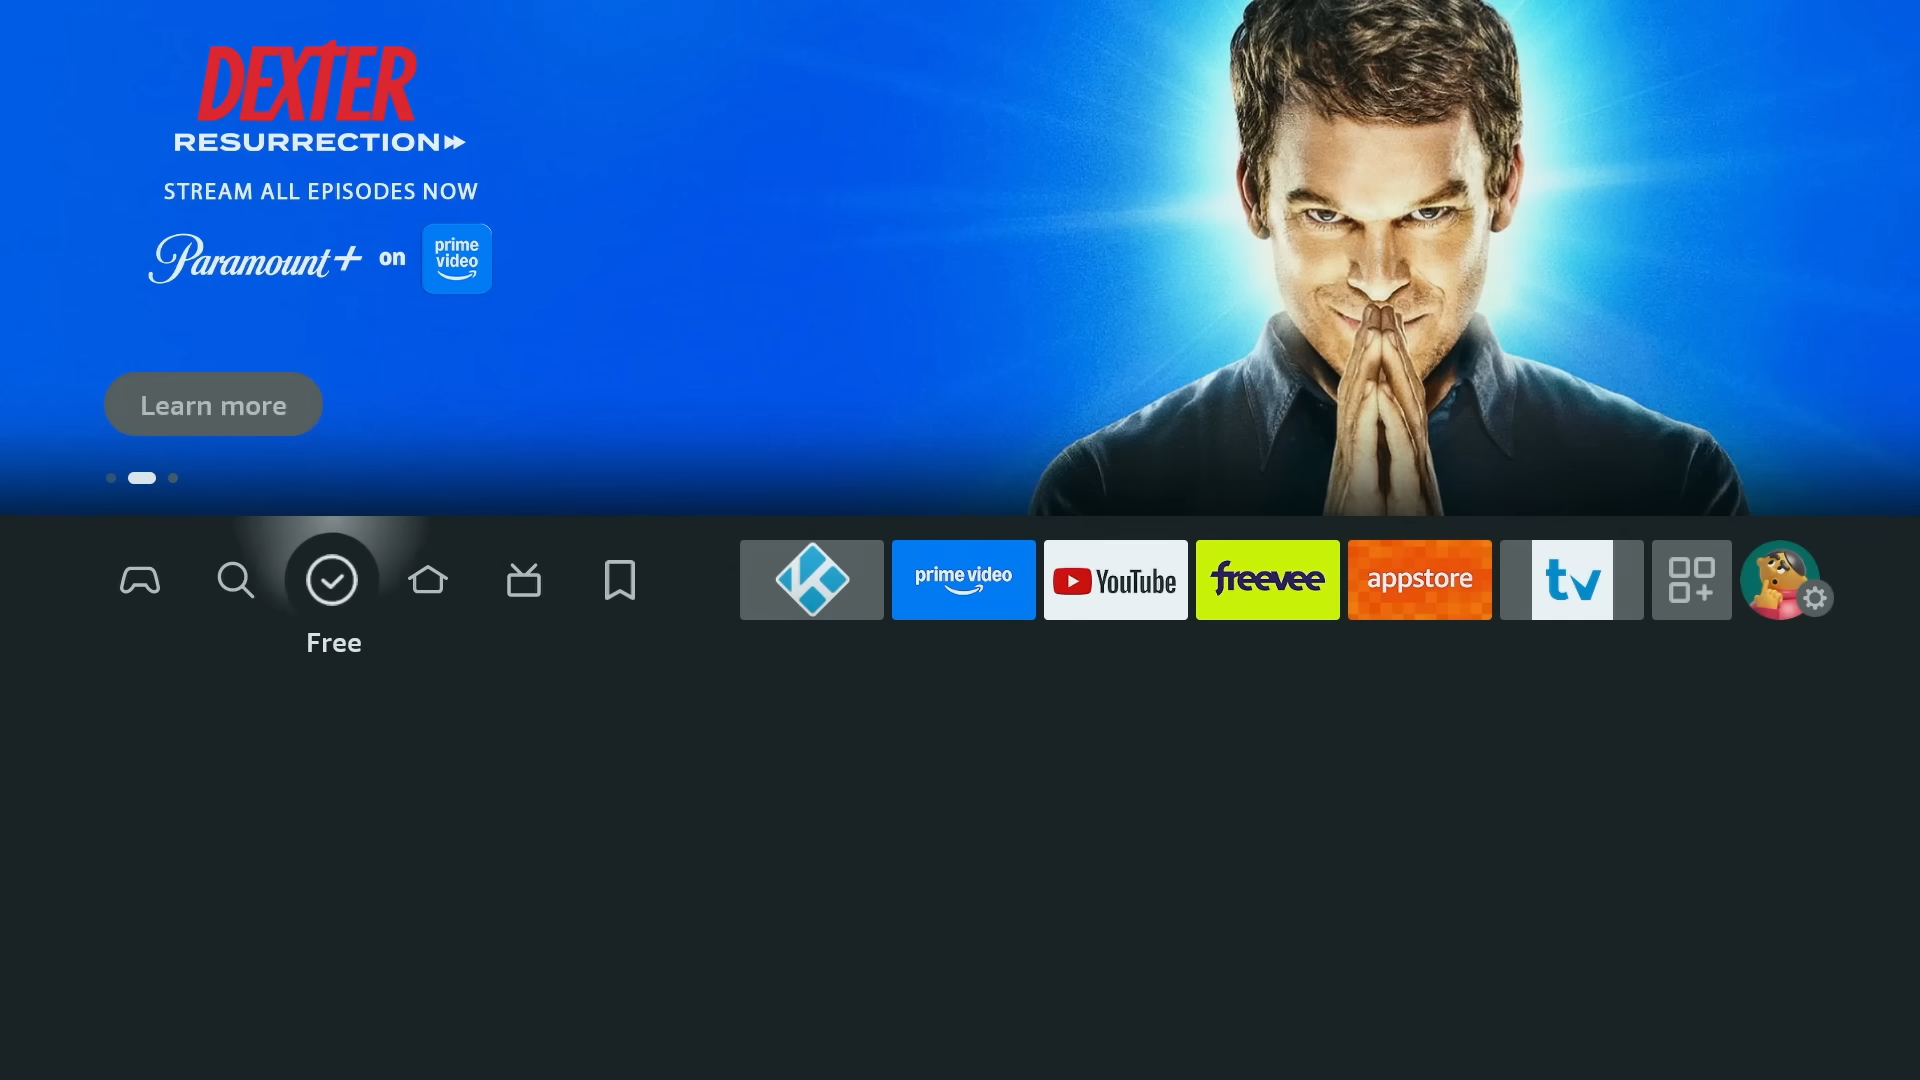 DEXTER
RESURRECTION
STREAM ALL EPISODES NOW
Paramount+ on prime video
Learn more
prime video
YouTube
freevee
appstore
tv
Free